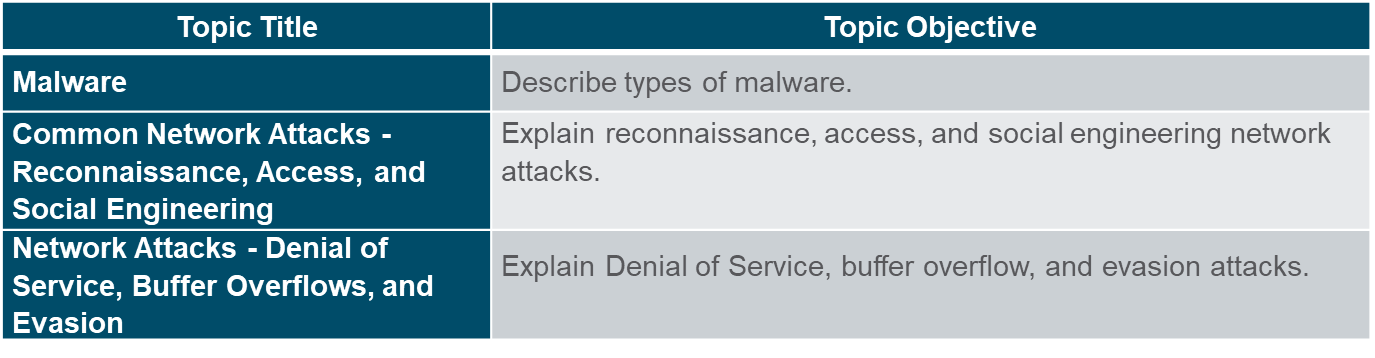 Topic Title
Topic Objective
Malware
Describe types of malware.
Common Network Attacks -
Reconnaissance, Access, and
Social Engineering
Explain reconnaissance, access, and social engineering network
attacks.
Network Attacks - Denial of
Service, Buffer Overflows, and
Evasion
Explain Denial of Service, buffer overflow, and evasion attacks.